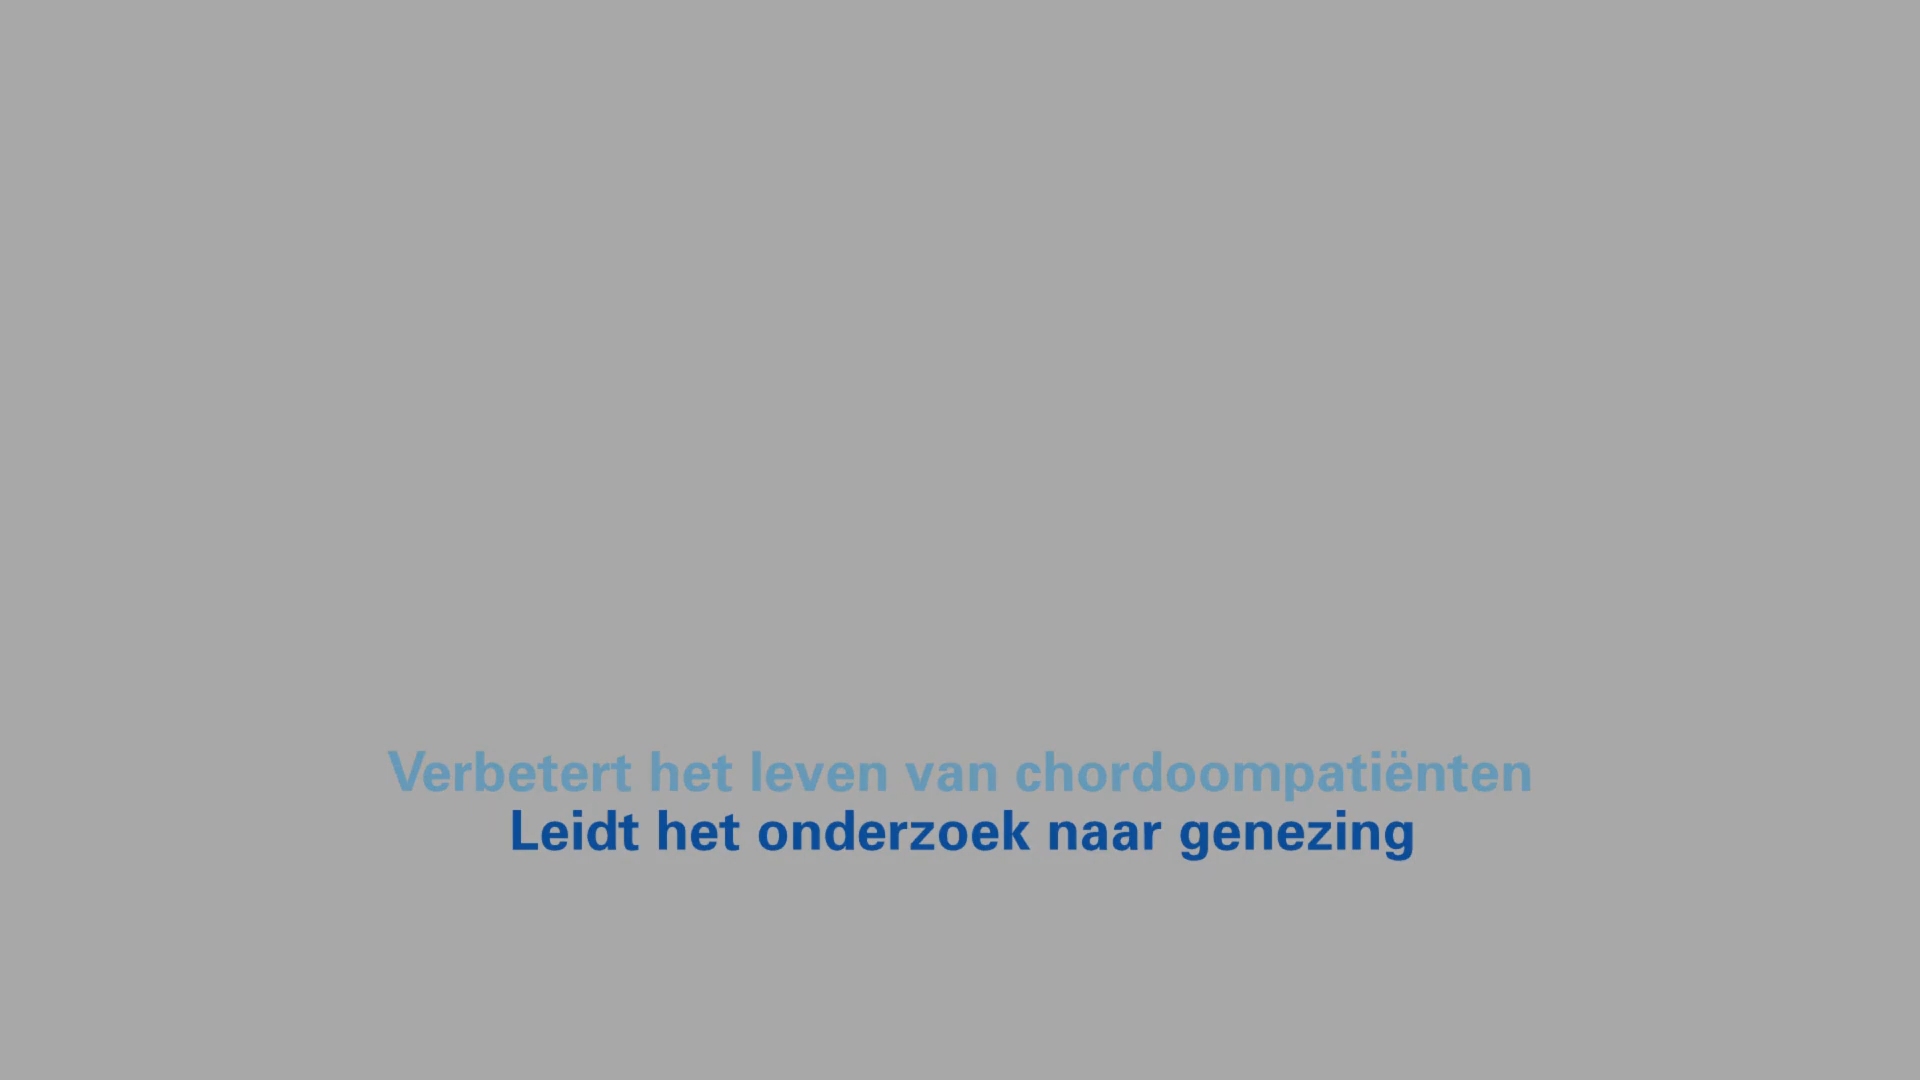 Verbetert het leven van chordoompatiënten
Leidt het onderzoek naar genezing